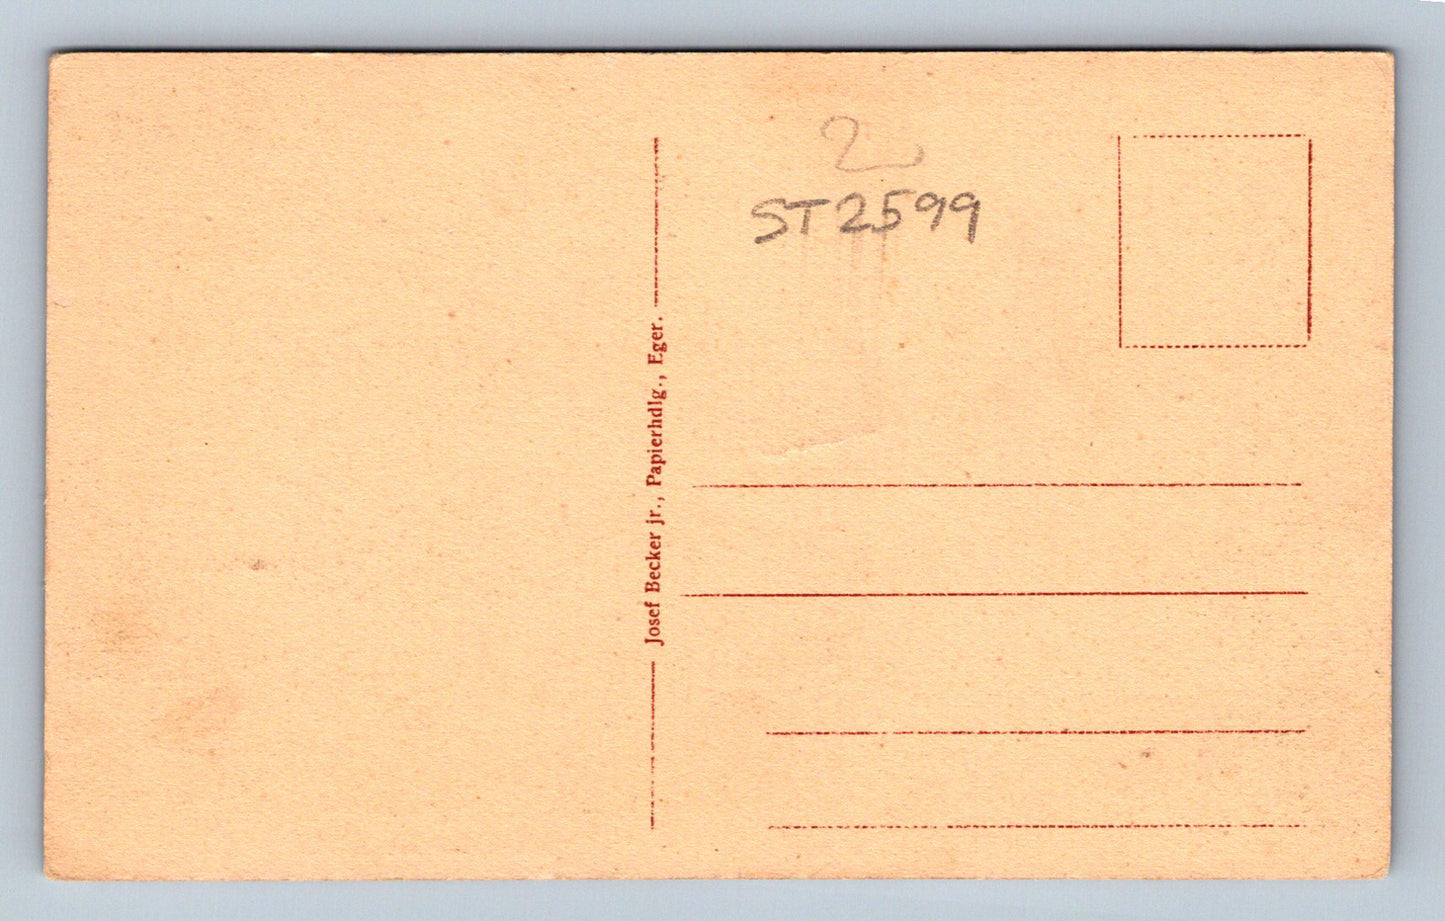 2
ST2599
Josef Becker jr., Papierhdlg., Eger.